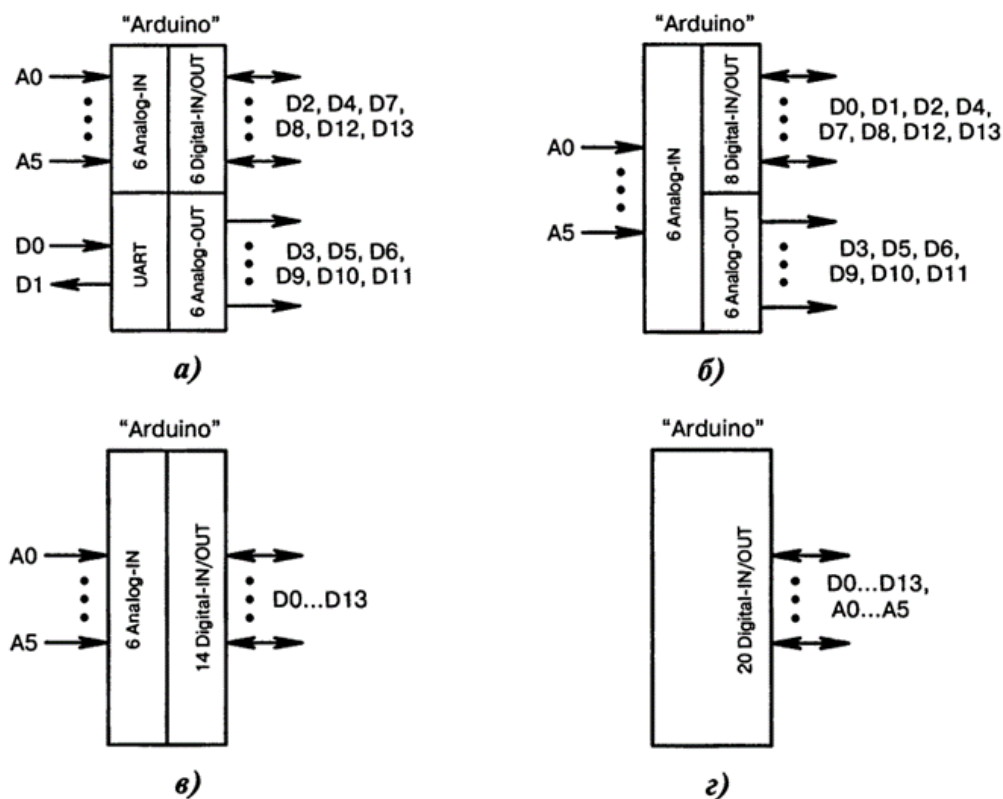 "Arduino"
A0
A5
D0
D1
6 Analog-IN
6 Digital-IN/OUT
UART
6 Analog-OUT
D2, D4, D7,
D8, D12, D13
D3, D5, D6,
D9, D10, D11
а)
"Arduino"
A0
A5
6 Analog-IN
8 Digital-IN/OUT
6 Analog-OUT
D0, D1, D2, D4,
D7, D8, D12, D13
D3, D5, D6,
D9, D10, D11
б)
"Arduino"
A0
A5
6 Analog-IN
14 Digital-IN/OUT
D0...D13
в)
"Arduino"
20 Digital-IN/OUT
D0...D13,
A0...A5
г)